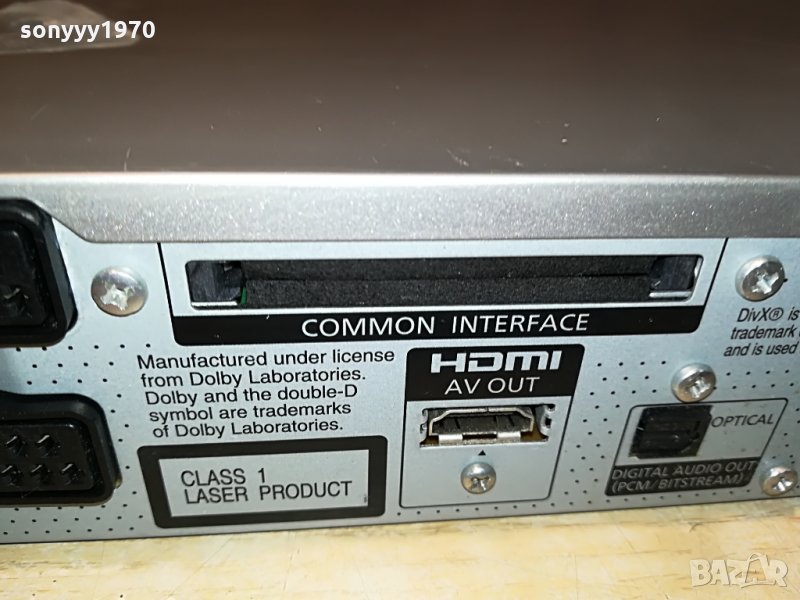 sonyyy1970
COMMON INTERFACE
Manufactured under license
from Dolby Laboratories.
Dolby and the double-D
symbol are trademarks
of Dolby Laboratories.
CLASS 1
LASER PRODUCT
HDMI
AV OUT
OPTICAL
DIGITAL AUDIO OUT
(PCM/BITSTREAM)
DivX® is
trademark
and is used
BAZAR